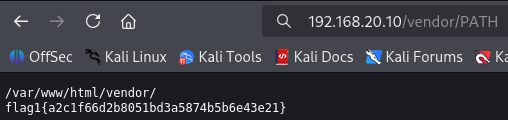 192.168.20.10/vendor/PATH
OffSec Kali Linux Kali Tools Kali Docs Kali Forums Ka
/var/www/html/vendor/
flag1{a2c1f66d2b8051bd3a5874b5b6e43e21}